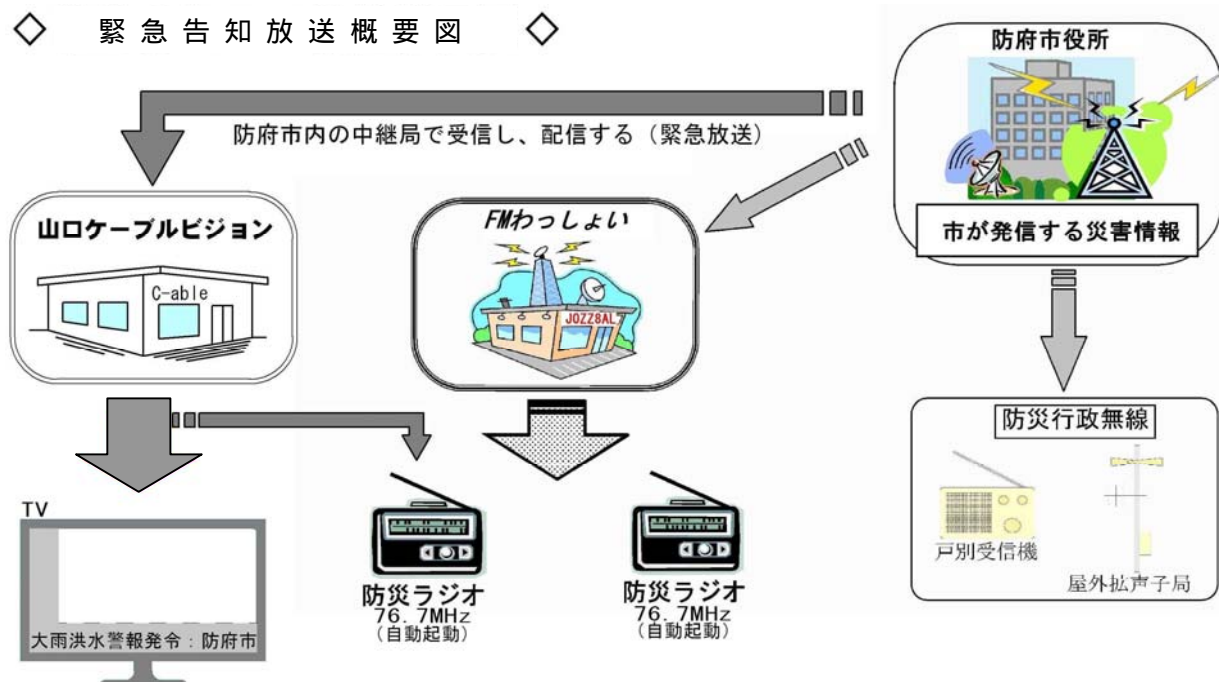 ◇ 緊急告知放送概要図 ◇
防府市役所
市が発信する災害情報
防府市内の中継局で受信し、配信する（緊急放送）
山口ケーブルビジョン
C-able
FMわっしょい
JOZZ8AL
防災行政無線
戸別受信機
屋外拡声子局
TV
大雨洪水警報発令：防府市
防災ラジオ
76.7MHz
（自動起動）
防災ラジオ
76.7MHz
（自動起動）